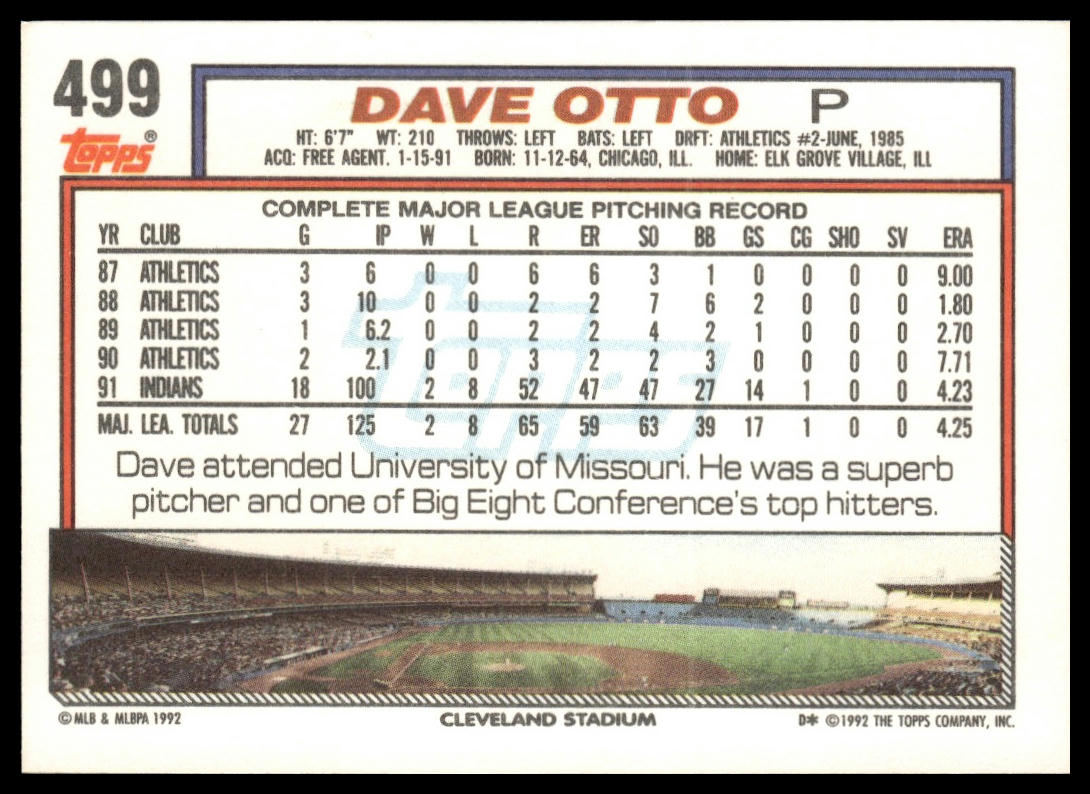 499
Topps®
DAVE OTTO P
HT: 6'7" WT: 210 THROWS: LEFT BATS: LEFT DRFT: ATHLETICS #2-JUNE, 1985
ACQ: FREE AGENT. 1-15-91 BORN: 11-12-64, CHICAGO, ILL. HOME: ELK GROVE VILLAGE, ILL
COMPLETE MAJOR LEAGUE PITCHING RECORD
YR CLUB G IP W L R ER SO BB GS CG SHO SV ERA
87 ATHLETICS 3 6 0 0 6 6 3 1 0 0 0 0 9.00
88 ATHLETICS 3 10 0 0 2 2 7 6 2 0 0 0 1.80
89 ATHLETICS 1 6.2 0 0 2 2 4 2 1 0 0 0 2.70
90 ATHLETICS 2 2.1 0 0 3 2 2 3 0 0 0 0 7.71
91 INDIANS 18 100 2 8 52 47 47 27 14 1 0 0 4.23
MAJ. LEA. TOTALS 27 125 2 8 65 59 63 39 17 1 0 0 4.25
Topps
Dave attended University of Missouri. He was a superb
pitcher and one of Big Eight Conference's top hitters.
© MLB & MLBPA 1992 CLEVELAND STADIUM D* © 1992 THE TOPPS COMPANY, INC.